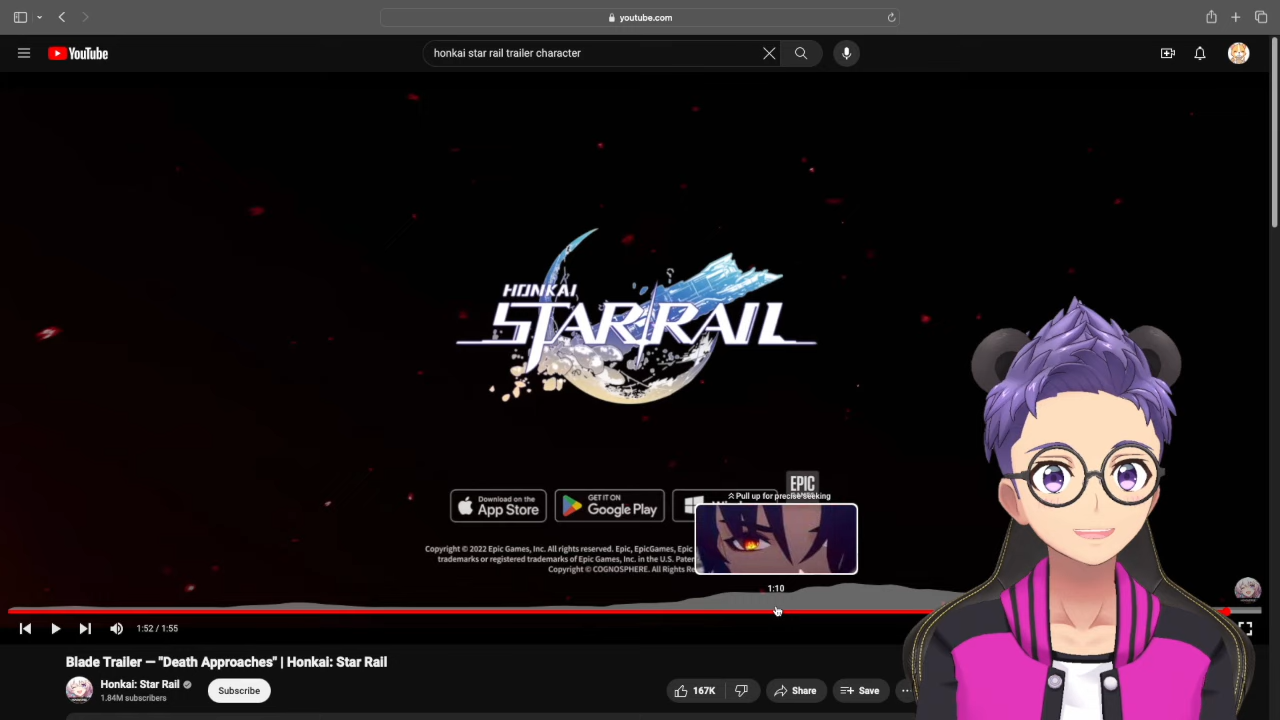 youtube.com
YouTube
honkai star rail trailer character
HONKAI
STAR RAIL
EPIC
Pull up for precise seeking
Download on the
App Store
GET IT ON
Google Play
Copyright © 2022 Epic Games, Inc. All rights reserved. Epic, EpicGames, Epic
trademarks or registered trademarks of Epic Games, Inc. in the U.S. Paten
Copyright © COGNOSPHERE. All Rights Re
1:10
1:52 / 1:55
Blade Trailer — "Death Approaches" | Honkai: Star Rail
Honkai: Star Rail
1.84M subscribers
Subscribe
167K
Share
Save